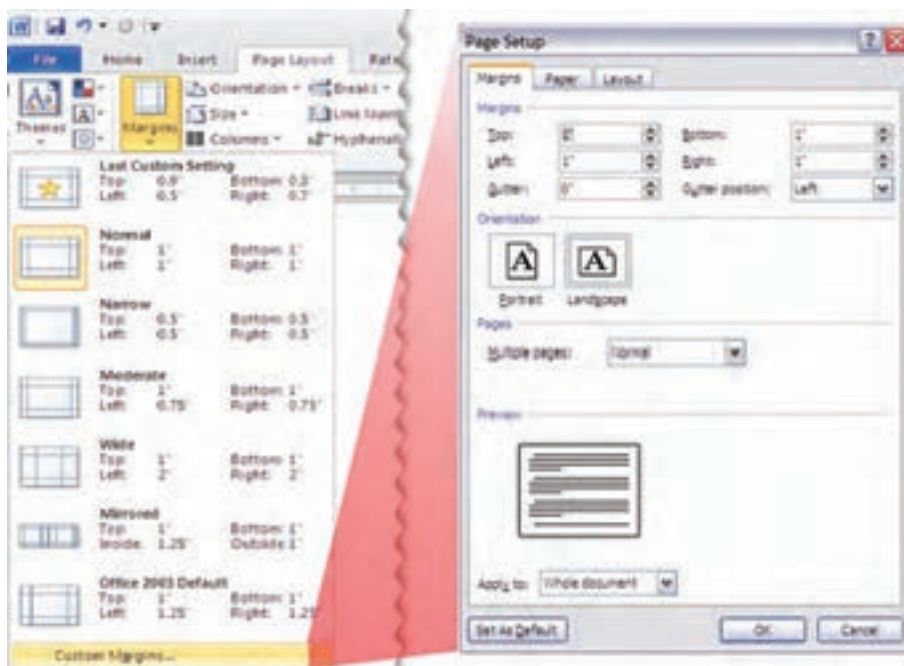 File Home Insert Page Layout
Themes
Margins
Orientation
Size
Columns
Breaks
Last Custom Setting
Top: 0.9" Bottom: 0.3"
Left: 0.5" Right: 0.7"
Normal
Top: 1" Bottom: 1"
Left: 1" Right: 1"
Narrow
Top: 0.5" Bottom: 0.5"
Left: 0.5" Right: 0.5"
Moderate
Top: 1" Bottom: 1"
Left: 0.75" Right: 0.75"
Wide
Top: 1" Bottom: 1"
Left: 2" Right: 2"
Mirrored
Top: 1" Bottom: 1"
Inside: 1.25" Outside: 1"
Office 2003 Default
Top: 1" Bottom: 1"
Left: 1.25" Right: 1.25"
Custom Margins...
Page Setup
Margins Paper Layout
Margins
Top: Bottom: 1"
Left: 1" Right: 1"
Gutter: 0" Gutter position: Left
Orientation
Portrait Landscape
Pages
Multiple pages: Normal
Preview
Apply to: Whole document
Set As Default OK Cancel